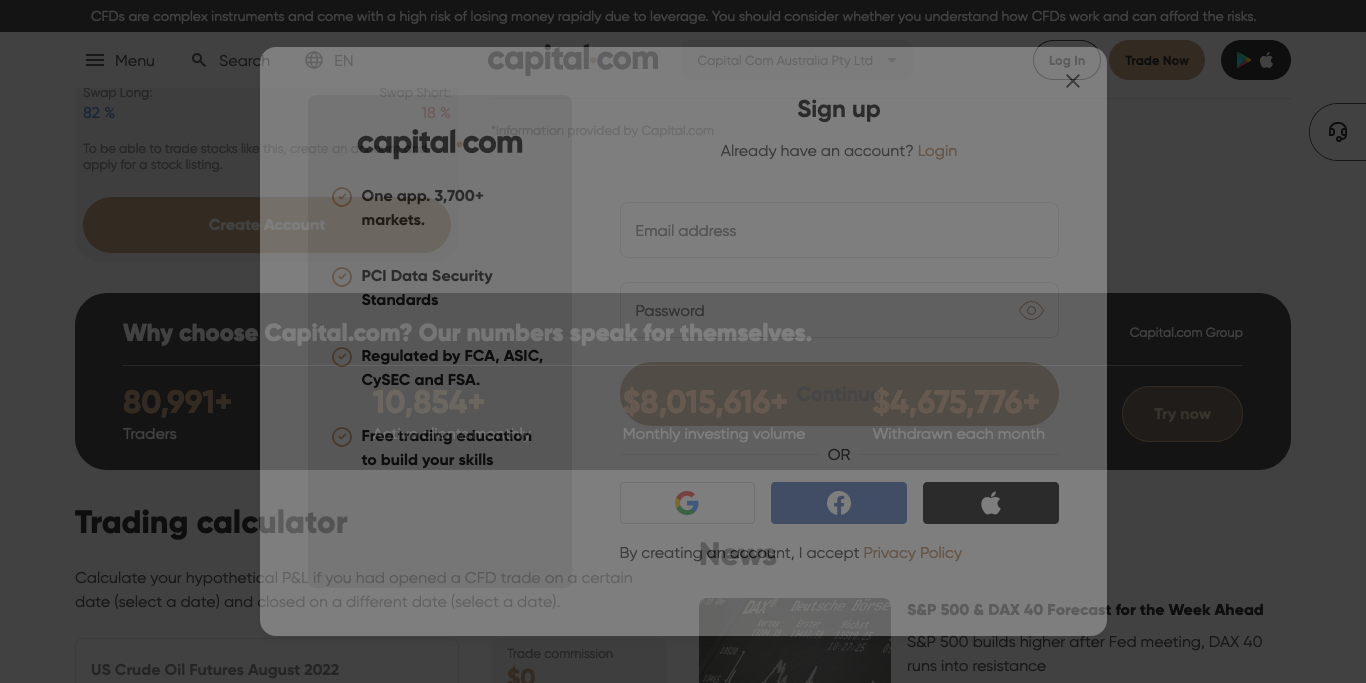 CFDs are complex instruments and come with a high risk of losing money rapidly due to leverage. You should consider whether you understand how CFDs work and can afford the risks.
Menu
Search
EN
capital.com
Capital Com Australia Pty Ltd
Log In
Trade Now
Swap Long:
Swap Short:
82 %
18 %
*Information provided by Capital.com
To be able to trade stocks like this, create an
apply for a stock listing.
Create Account
capital.com
One app. 3,700+
markets.
PCI Data Security
Standards
Regulated by FCA, ASIC,
CySEC and FSA.
Free trading education
to build your skills
Sign up
Already have an account? Login
Email address
Password
Continue
OR
By creating an account, I accept Privacy Policy
Why choose Capital.com? Our numbers speak for themselves.
Capital.com Group
80,991+
Traders
10,854+
Active clients monthly
$8,015,616+
Monthly investing volume
$4,675,776+
Withdrawn each month
Try now
Trading calculator
Calculate your hypothetical P&L if you had opened a CFD trade on a certain
date (select a date) and closed on a different date (select a date).
US Crude Oil Futures August 2022
Trade commission
$0
News
DAX
Deutsche Börse
S&P 500 & DAX 40 Forecast for the Week Ahead
S&P 500 builds higher after Fed meeting, DAX 40
runs into resistance